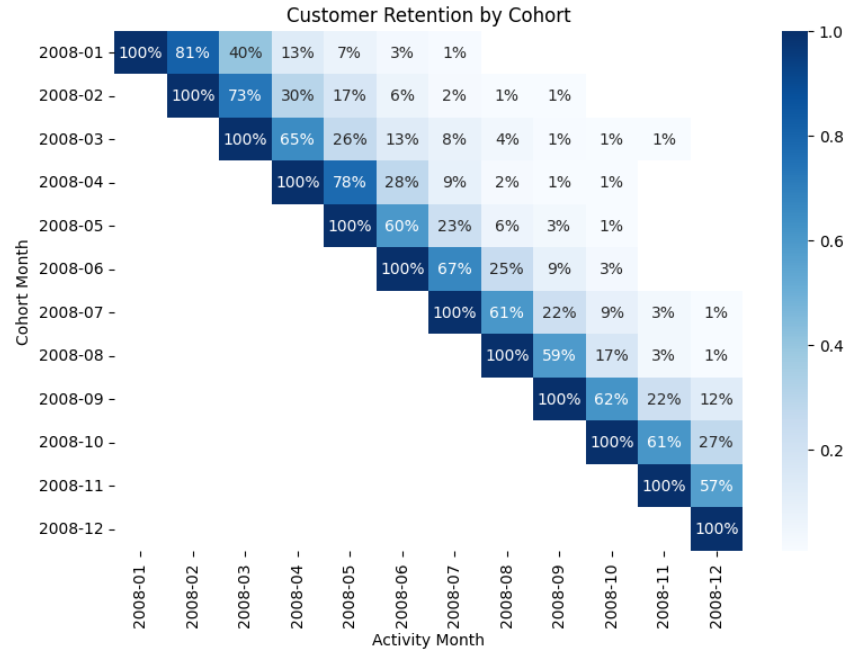 Customer Retention by Cohort
2008-01 100% 81% 40% 13% 7% 3% 1%
2008-02 100% 73% 30% 17% 6% 2% 1% 1%
2008-03 100% 65% 26% 13% 8% 4% 1% 1% 1%
2008-04 100% 78% 28% 9% 2% 1% 1%
2008-05 100% 60% 23% 6% 3% 1%
2008-06 100% 67% 25% 9% 3%
2008-07 100% 61% 22% 9% 3% 1%
2008-08 100% 59% 17% 3% 1%
2008-09 100% 62% 22% 12%
2008-10 100% 61% 27%
2008-11 100% 57%
2008-12 100%
Cohort Month
2008-01 2008-02 2008-03 2008-04 2008-05 2008-06 2008-07 2008-08 2008-09 2008-10 2008-11 2008-12
Activity Month
1.0
0.8
0.6
0.4
0.2